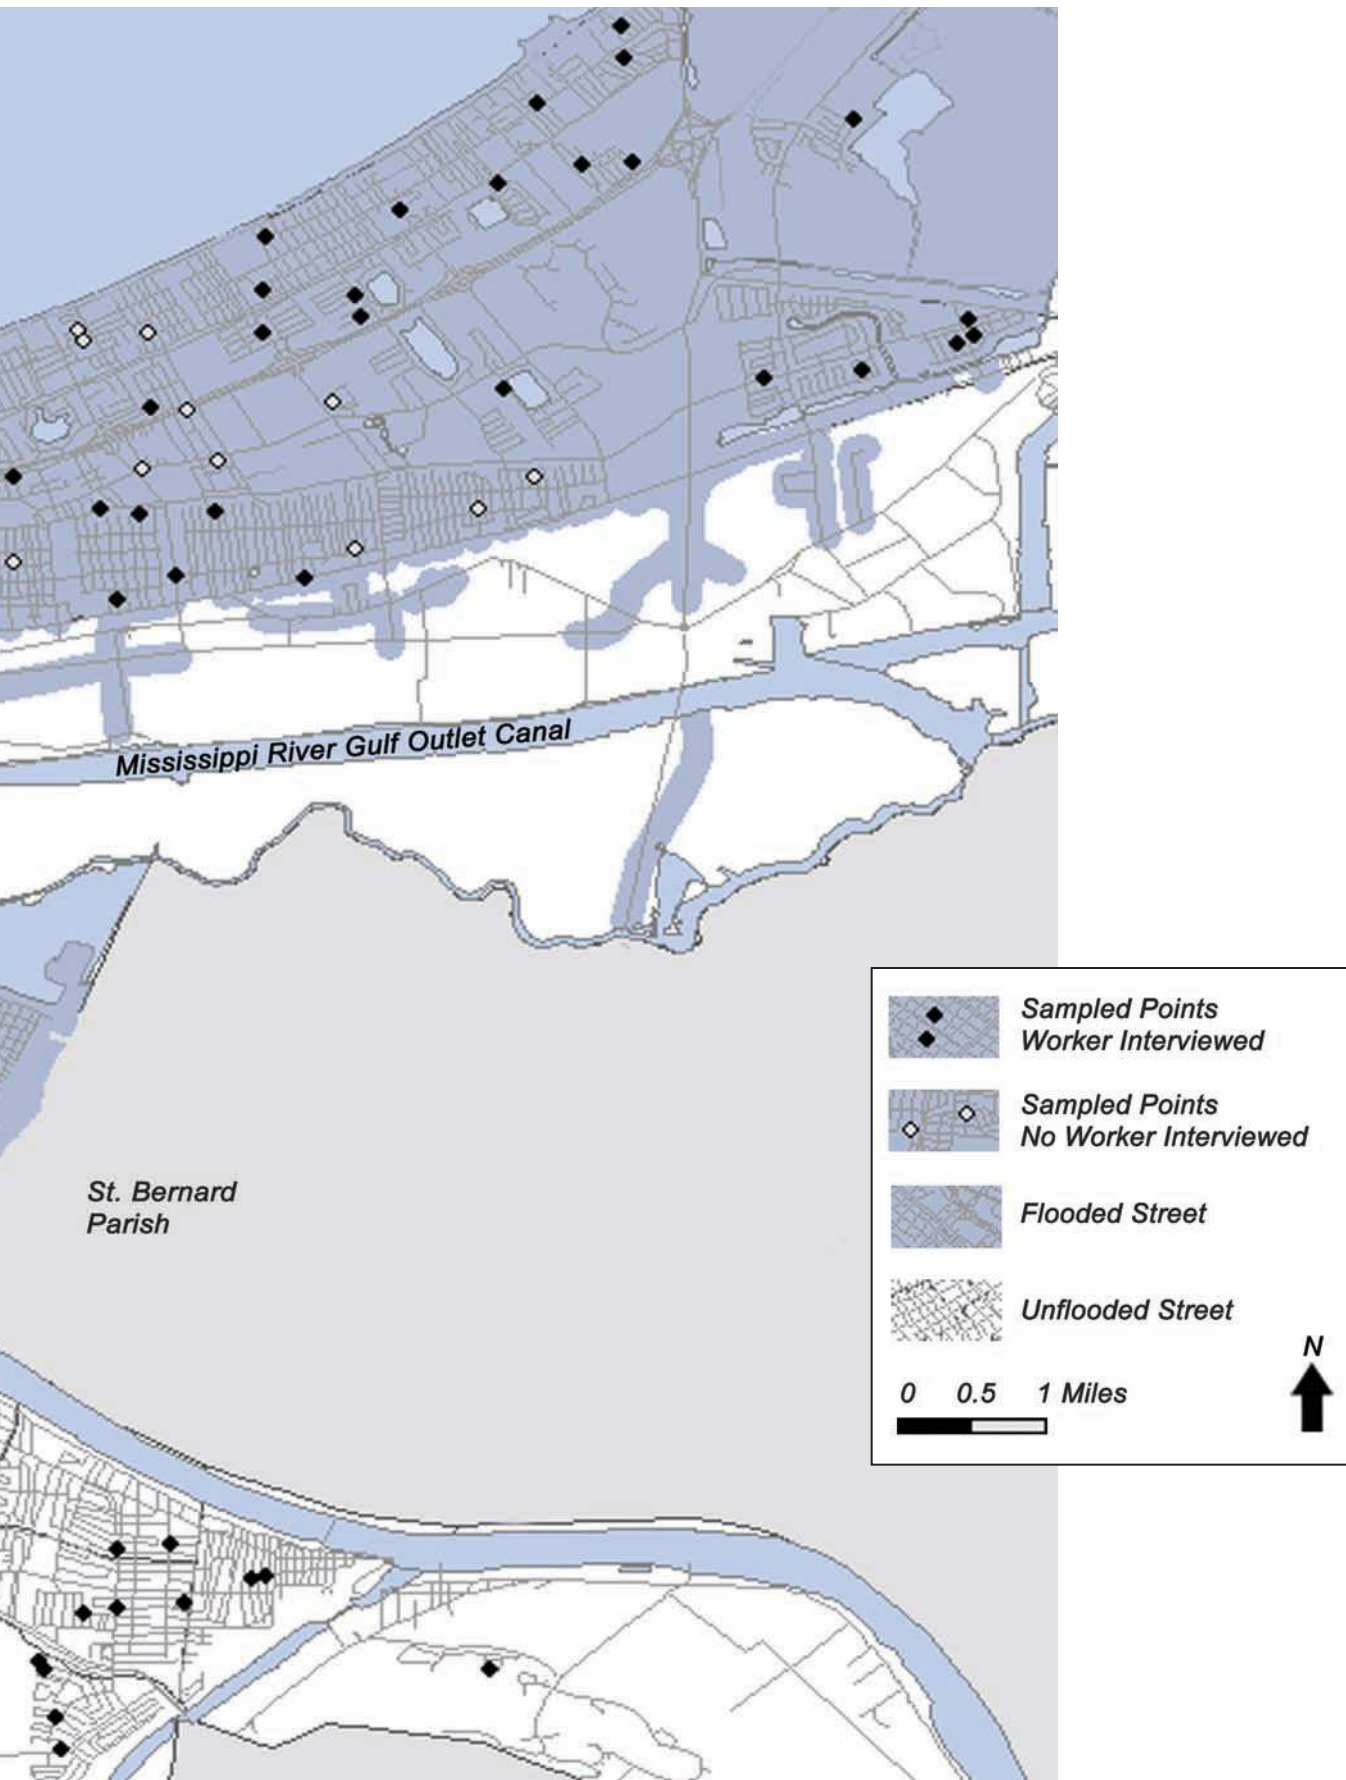 Mississippi River Gulf Outlet Canal
Sampled Points
Worker Interviewed
Sampled Points
No Worker Interviewed
St. Bernard
Parish
Flooded Street
Unflooded Street
N
0 0.5 1 Miles